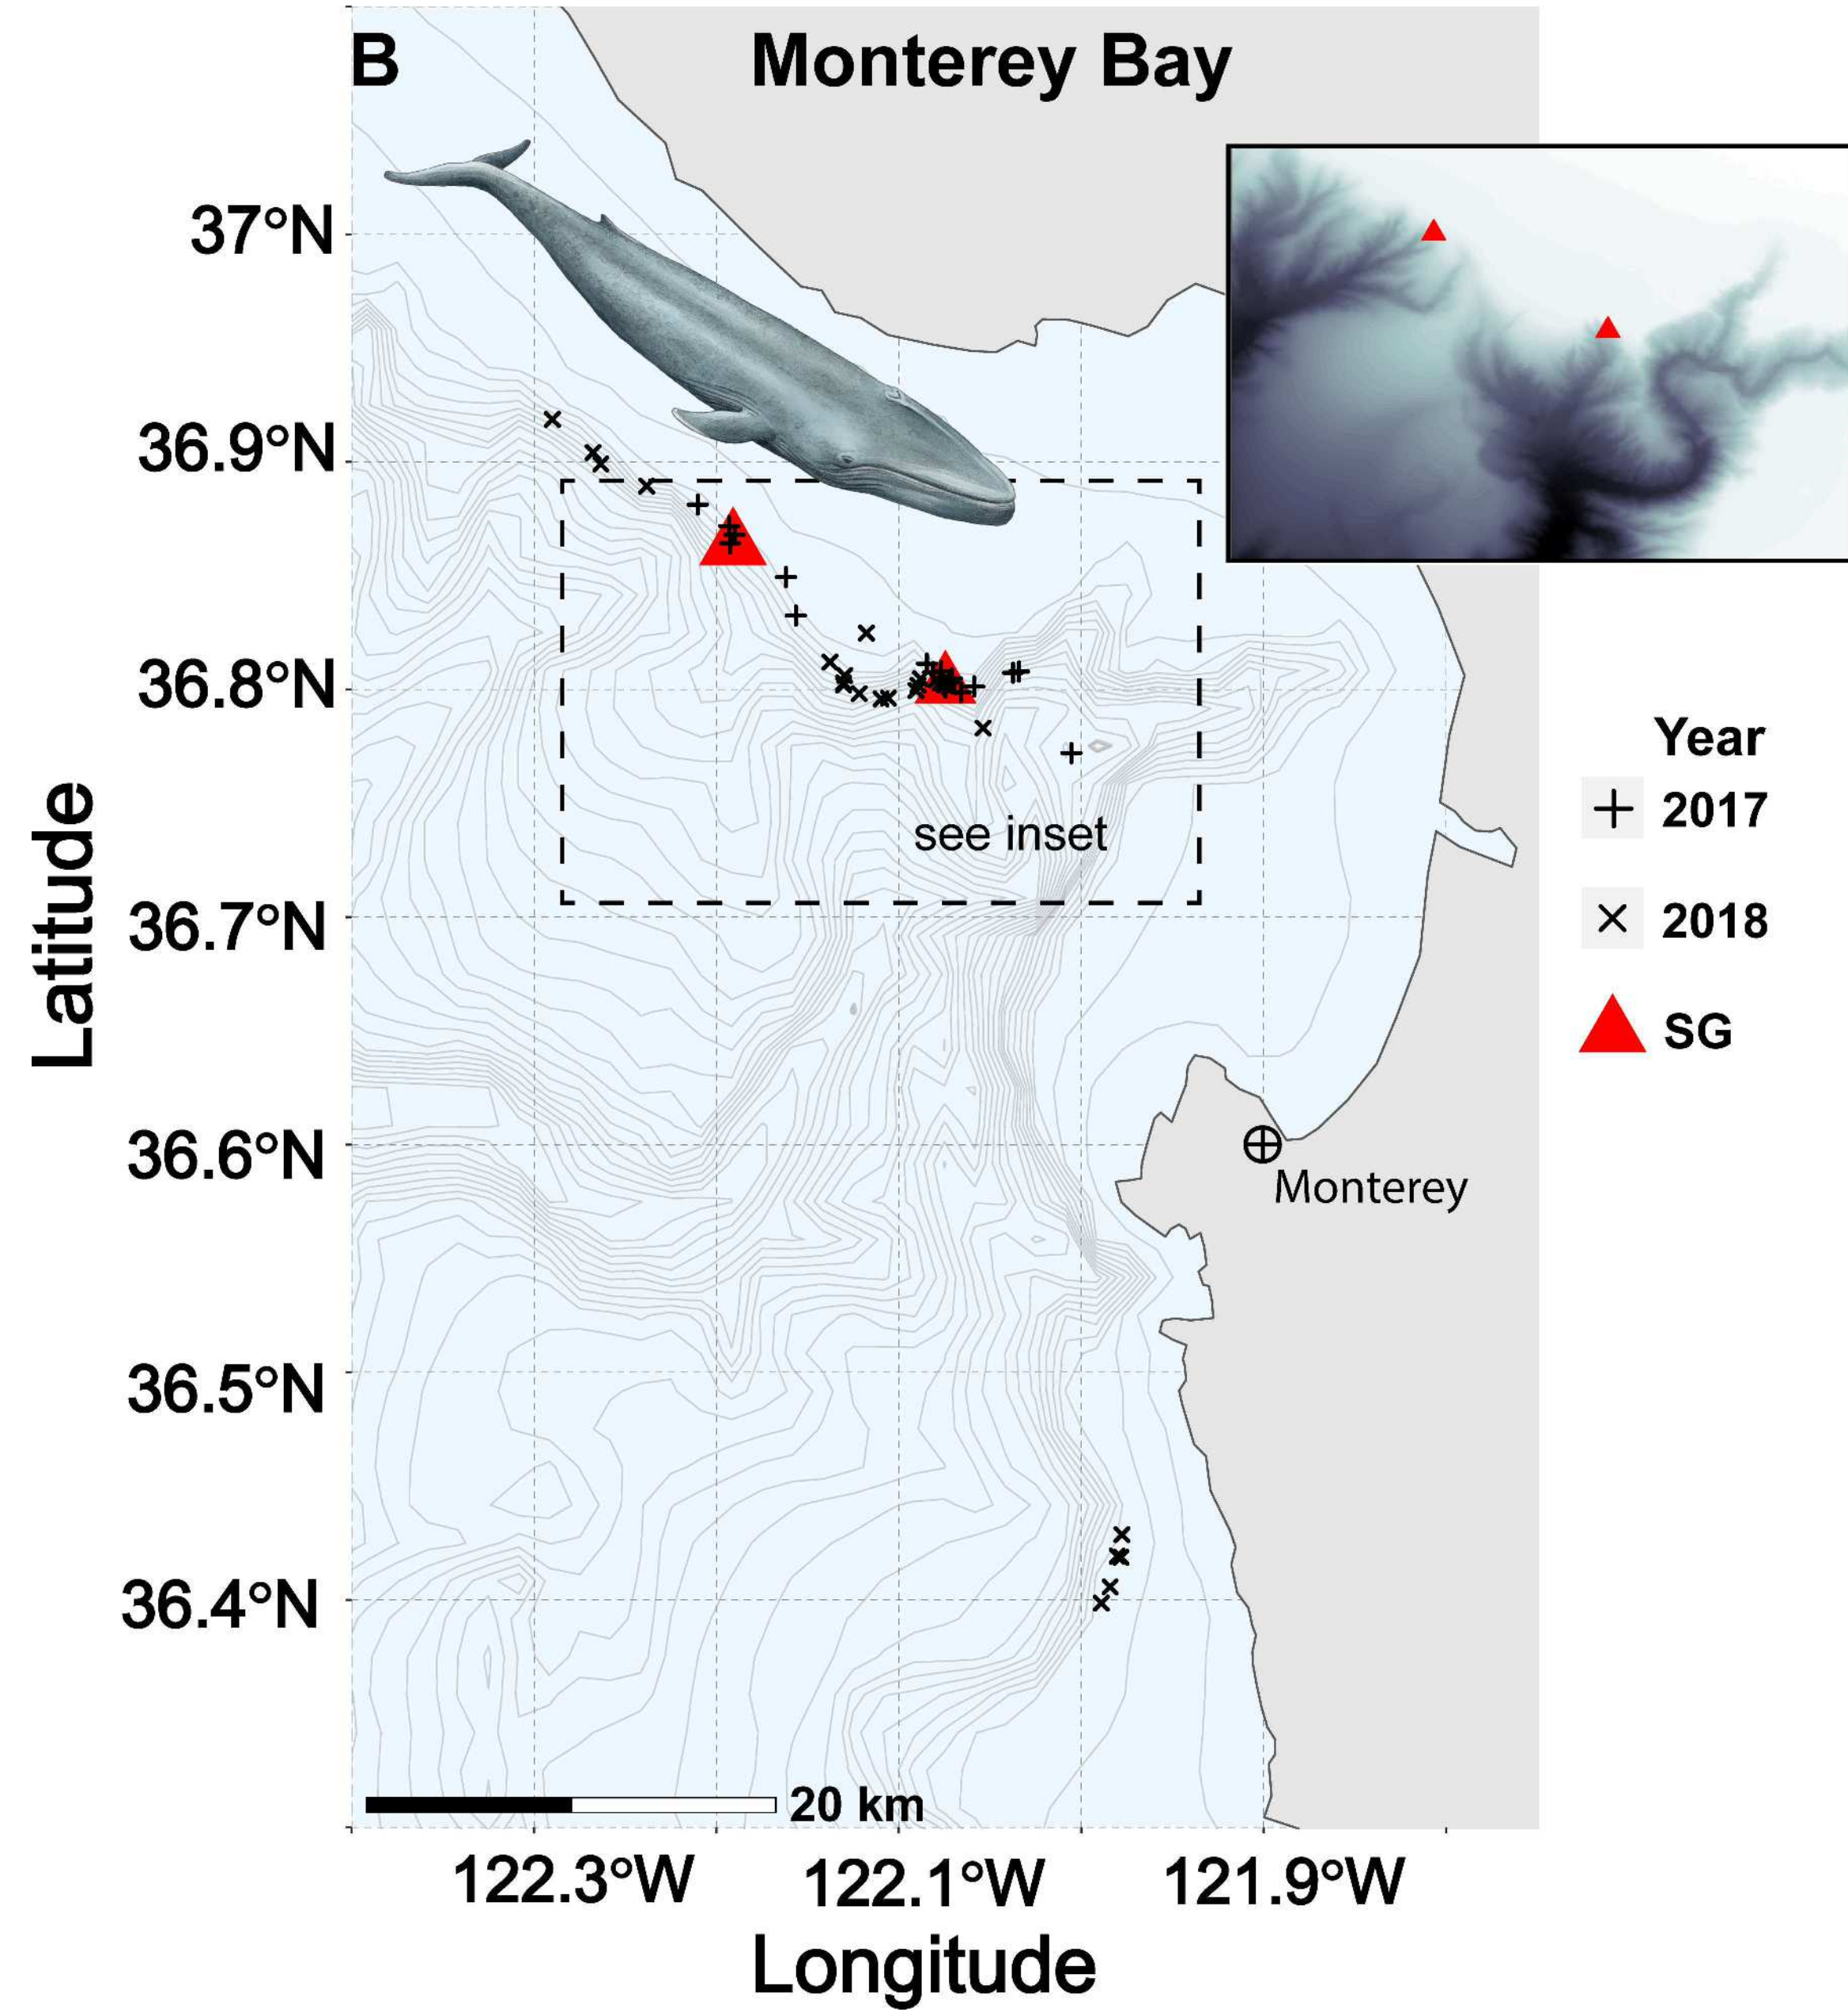 B
Monterey Bay
37°N
36.9°N
36.8°N
36.7°N
36.6°N
36.5°N
36.4°N
Latitude
see inset
Monterey
20 km
122.3°W
122.1°W
121.9°W
Longitude
Year
2017
2018
SG